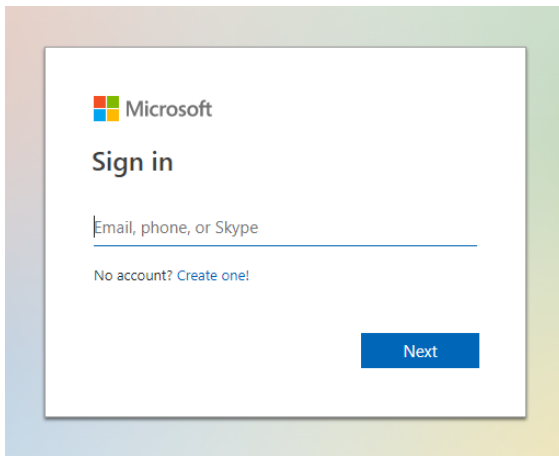 Microsoft
Sign in
Email, phone, or Skype
No account? Create one!
Next